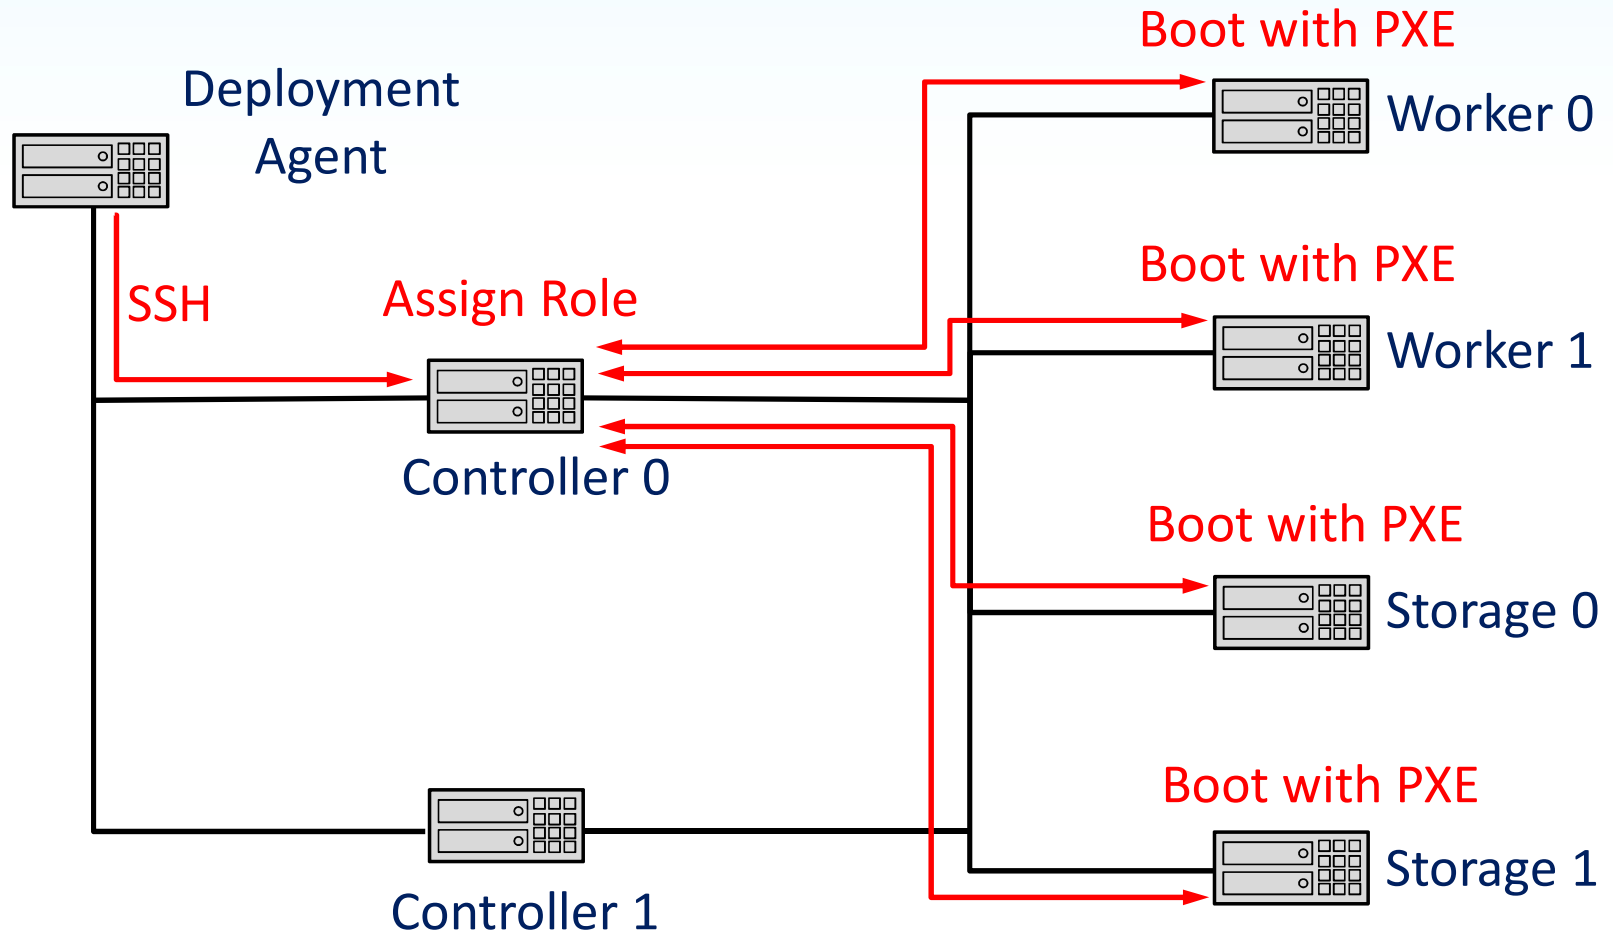 Boot with PXE
Deployment
Agent
Worker 0
Boot with PXE
SSH
Assign Role
Worker 1
Controller 0
Boot with PXE
Storage 0
Boot with PXE
Storage 1
Controller 1